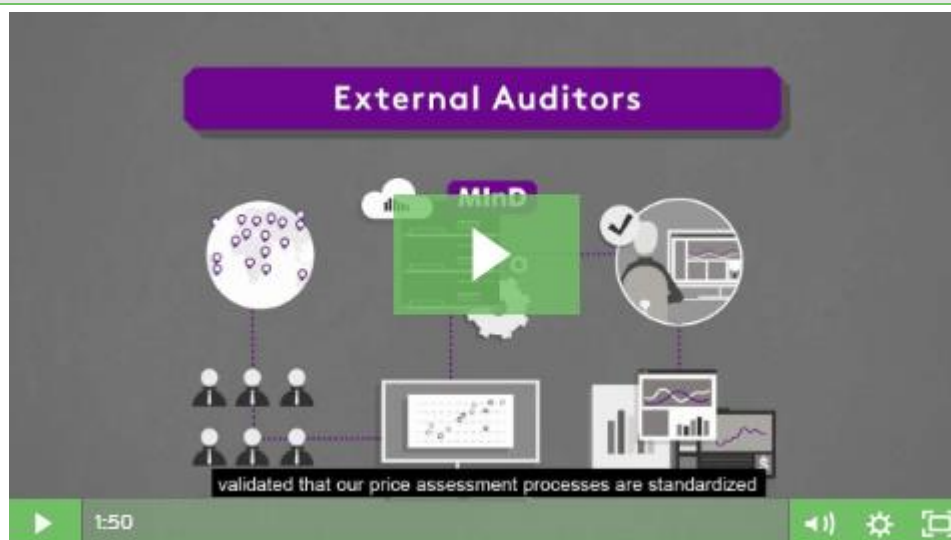 External Auditors
MInD
validated that our price assessment processes are standardized
1:50